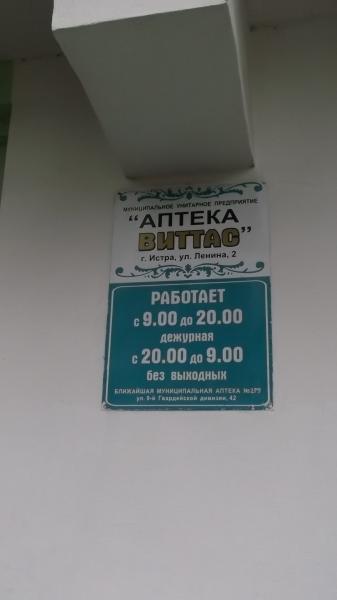 МУНИЦИПАЛЬНОЕ УНИТАРНОЕ ПРЕДПРИЯТИЕ
"АПТЕКА
ВИТТАС"
г. Истра, ул. Ленина, 2
РАБОТАЕТ
с 9.00 до 20.00
дежурная
с 20.00 до 9.00
без выходных
БЛИЖАЙШАЯ МУНИЦИПАЛЬНАЯ АПТЕКА №275
ул. 9-й Гвардейской дивизии, 42